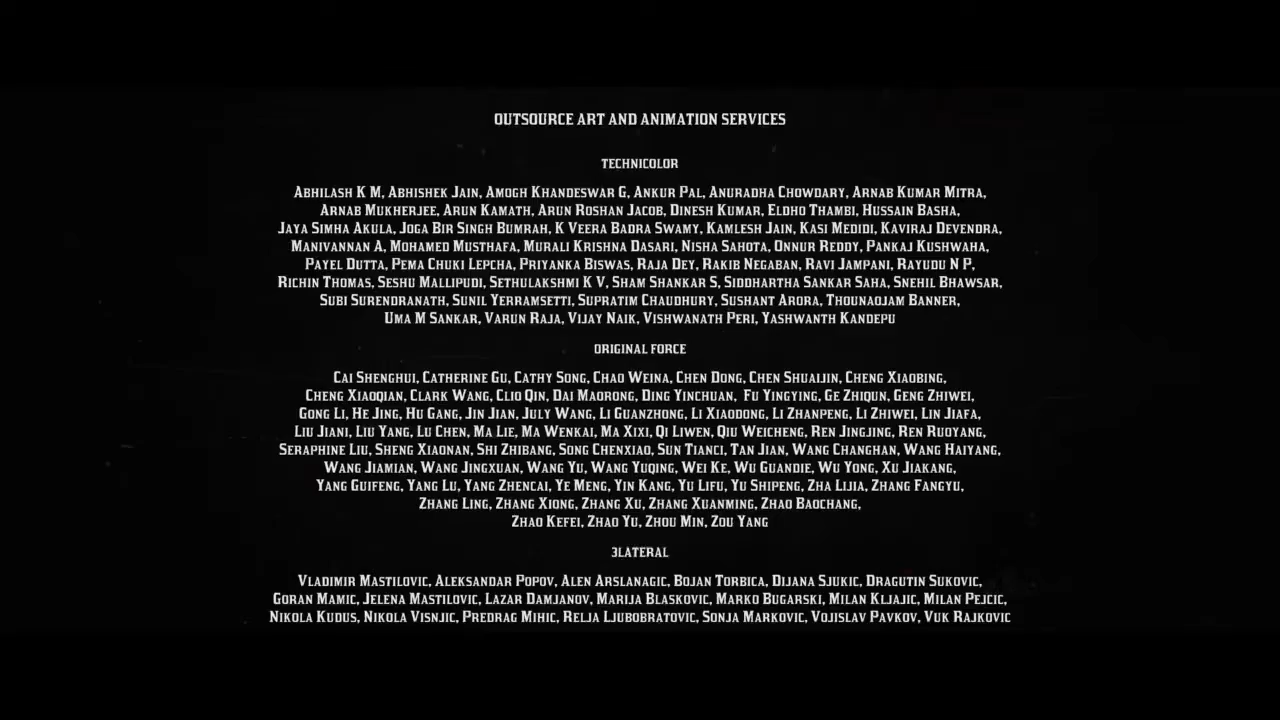 OUTSOURCE ART AND ANIMATION SERVICES
TECHNICOLOR
ABHILASH K M, ABHISHEK JAIN, AMOGH KHANDESWAR G, ANKUR PAL, ANURADHA CHOWDARY, ARNAB KUMAR MITRA,
ARNAB MUKHERJEE, ARUN KAMATH, ARUN ROSHAN JACOB, DINESH KUMAR, ELDHO THAMBI, HUSSAIN BASHA,
JAYA SIMHA AKULA, JOGA BIR SINGH BUMRAH, K VEERA BADRA SWAMY, KAMLESH JAIN, KASI MEDIDI, KAVIRAJ DEVENDRA,
MANIVANNAN A, MOHAMED MUSTHAFA, MURALI KRISHNA DASARI, NISHA SAHOTA, ONNUR REDDY, PANKAJ KUSHWAHA,
PAYEL DUTTA, PEMA CHUKI LEPCHA, PRIYANKA BISWAS, RAJA DEY, RAKIB NEGABAN, RAVI JAMPANI, RAYUDU N P,
RICHIN THOMAS, SESHU MALLIPUDI, SETHULAKSHMI K V, SHAM SHANKAR S, SIDDHARTHA SANKAR SAHA, SNEHIL BHAWSAR,
SUBI SURENDRANATH, SUNIL YERRAMSETTI, SUPRATIM CHAUDHURY, SUSHANT ARORA, THOUNAOJAM BANNER,
UMA M SANKAR, VARUN RAJA, VIJAY NAIK, VISHWANATH PERI, YASHWANTH KANDEPU
ORIGINAL FORCE
CAI SHENGHUI, CATHERINE GU, CATHY SONG, CHAO WEINA, CHEN DONG, CHEN SHUAIJIN, CHENG XIAOBING,
CHENG XIAOQIAN, CLARK WANG, CLIO QIN, DAI MAORONG, DING YINCHUAN, FU YINGYING, GE ZHIQUN, GENG ZHIWEI,
GONG LI, HE JING, HU GANG, JIN JIAN, JULY WANG, LI GUANZHONG, LI XIAODONG, LI ZHANPENG, LI ZHIWEI, LIN JIAFA,
LIU JIANI, LIU YANG, LU CHEN, MA LIE, MA WENKAI, MA XIXI, QI LIWEN, QIU WEICHENG, REN JINGJING, REN RUOYANG,
SERAPHINE LIU, SHENG XIAONAN, SHI ZHIBANG, SONG CHENXIAO, SUN TIANCI, TAN JIAN, WANG CHANGHAN, WANG HAIYANG,
WANG JIAMIAN, WANG JINGXUAN, WANG YU, WANG YUQING, WEI KE, WU GUANDIE, WU YONG, XU JIAKANG,
YANG GUIFENG, YANG LU, YANG ZHENCAI, YE MENG, YIN KANG, YU LIFU, YU SHIPENG, ZHA LIJIA, ZHANG FANGYU,
ZHANG LING, ZHANG XIONG, ZHANG XU, ZHANG XUANMING, ZHAO BAOCHANG,
ZHAO KEFEI, ZHAO YU, ZHOU MIN, ZOU YANG
3LATERAL
VLADIMIR MASTILOVIC, ALEKSANDAR POPOV, ALEN ARSLANAGIC, BOJAN TORBICA, DIJANA SJUKIC, DRAGUTIN SUKOVIC,
GORAN MAMIC, JELENA MASTILOVIC, LAZAR DAMJANOV, MARIJA BLASKOVIC, MARKO BUGARSKI, MILAN KLJAJIC, MILAN PEJCIC,
NIKOLA KUDUS, NIKOLA VISNJIC, PREDRAG MIHIC, RELJA LJUBOBRATOVIC, SONJA MARKOVIC, VOJISLAV PAVKOV, VUK RAJKOVIC